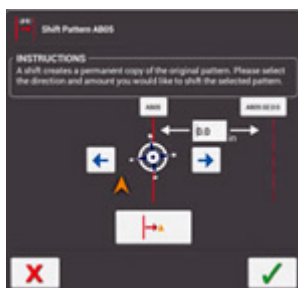 Shift Pattern AB05
INSTRUCTIONS
A shift creates a permanent copy of the original pattern. Please select
the direction and amount you would like to shift the selected pattern.
AB05
0.0